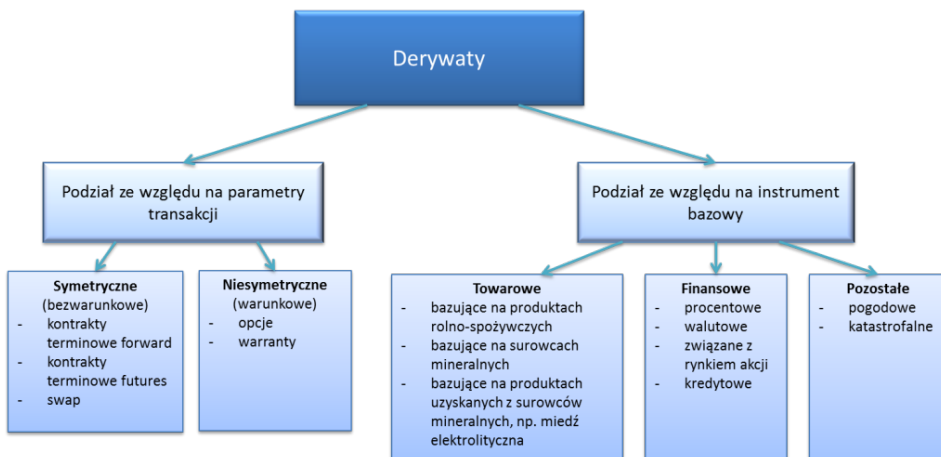 Derywaty
Podział ze względu na parametry
transakcji
Podział ze względu na instrument
bazowy
Symetryczne
(bezwarunkowe)
- kontrakty
terminowe forward
- kontrakty
terminowe futures
- swap
Niesymetryczne
(warunkowe)
- opcje
- warranty
Towarowe
- bazujące na produktach
rolno-spożywczych
- bazujące na surowcach
mineralnych
- bazujące na produktach
uzyskanych z surowców
mineralnych, np. miedź
elektrolityczna
Finansowe
- procentowe
- walutowe
- związane z
rynkiem akcji
- kredytowe
Pozostałe
- pogodowe
- katastrofalne